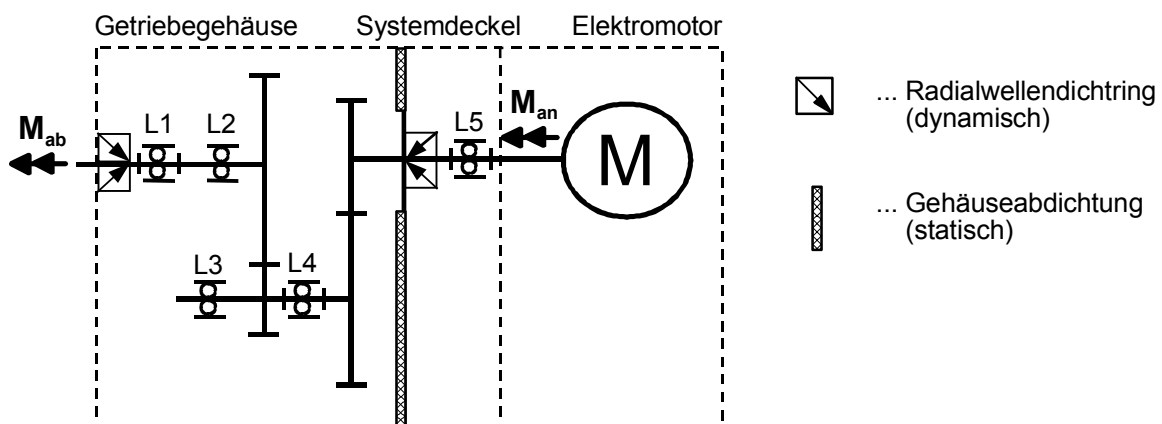 Getriebegehäuse Systemdeckel Elektromotor
M_ab L1 L2 L5 M_an M
L3 L4
... Radialwellendichtring
(dynamisch)
... Gehäuseabdichtung
(statisch)